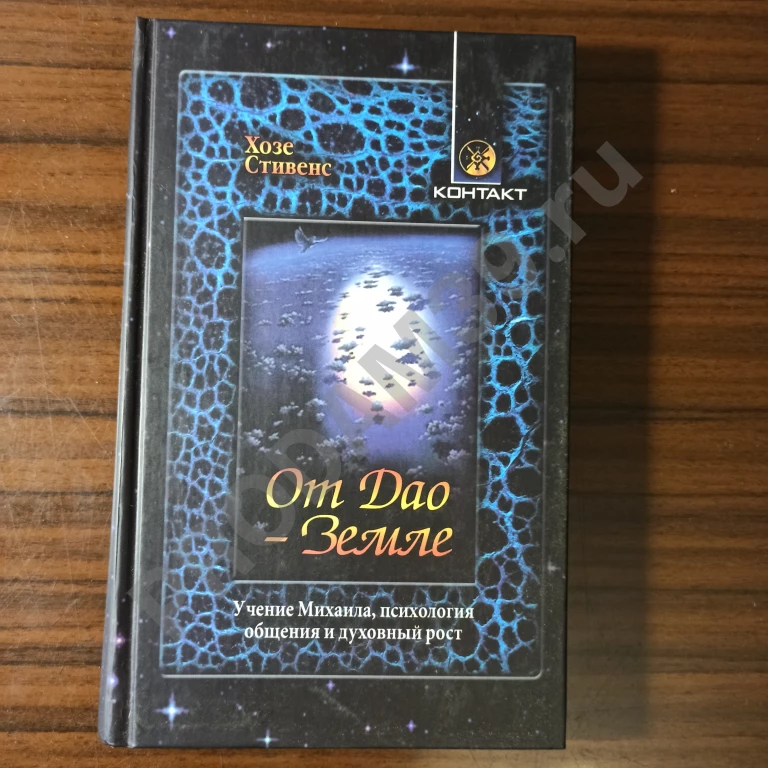 Хозе
Стивенс
КОНТАКТ
От Дао
– Земле
Учение Михаила, психология
общения и духовный рост